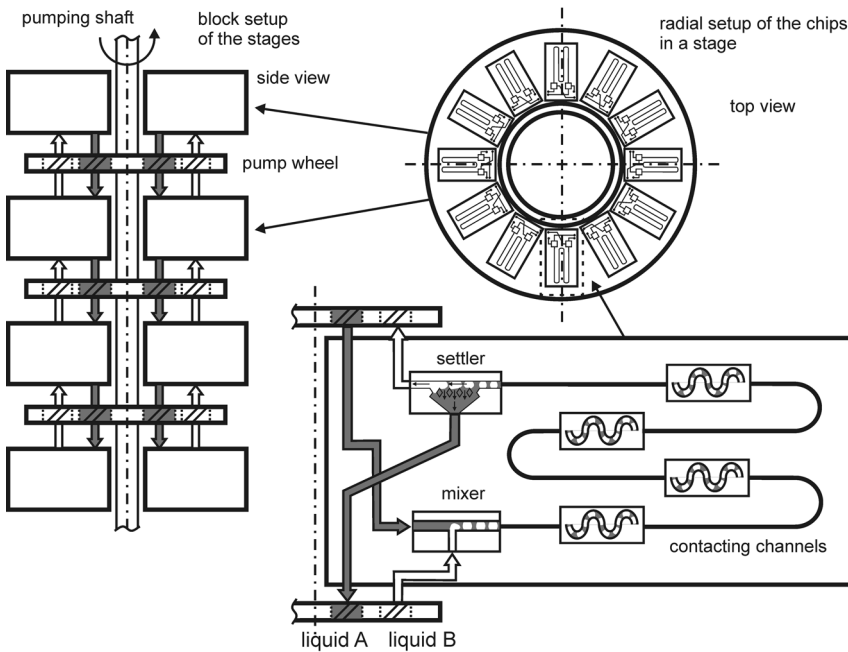 pumping shaft
block setup
of the stages
side view
pump wheel
radial setup of the chips
in a stage
top view
settler
mixer
contacting channels
liquid A
liquid B